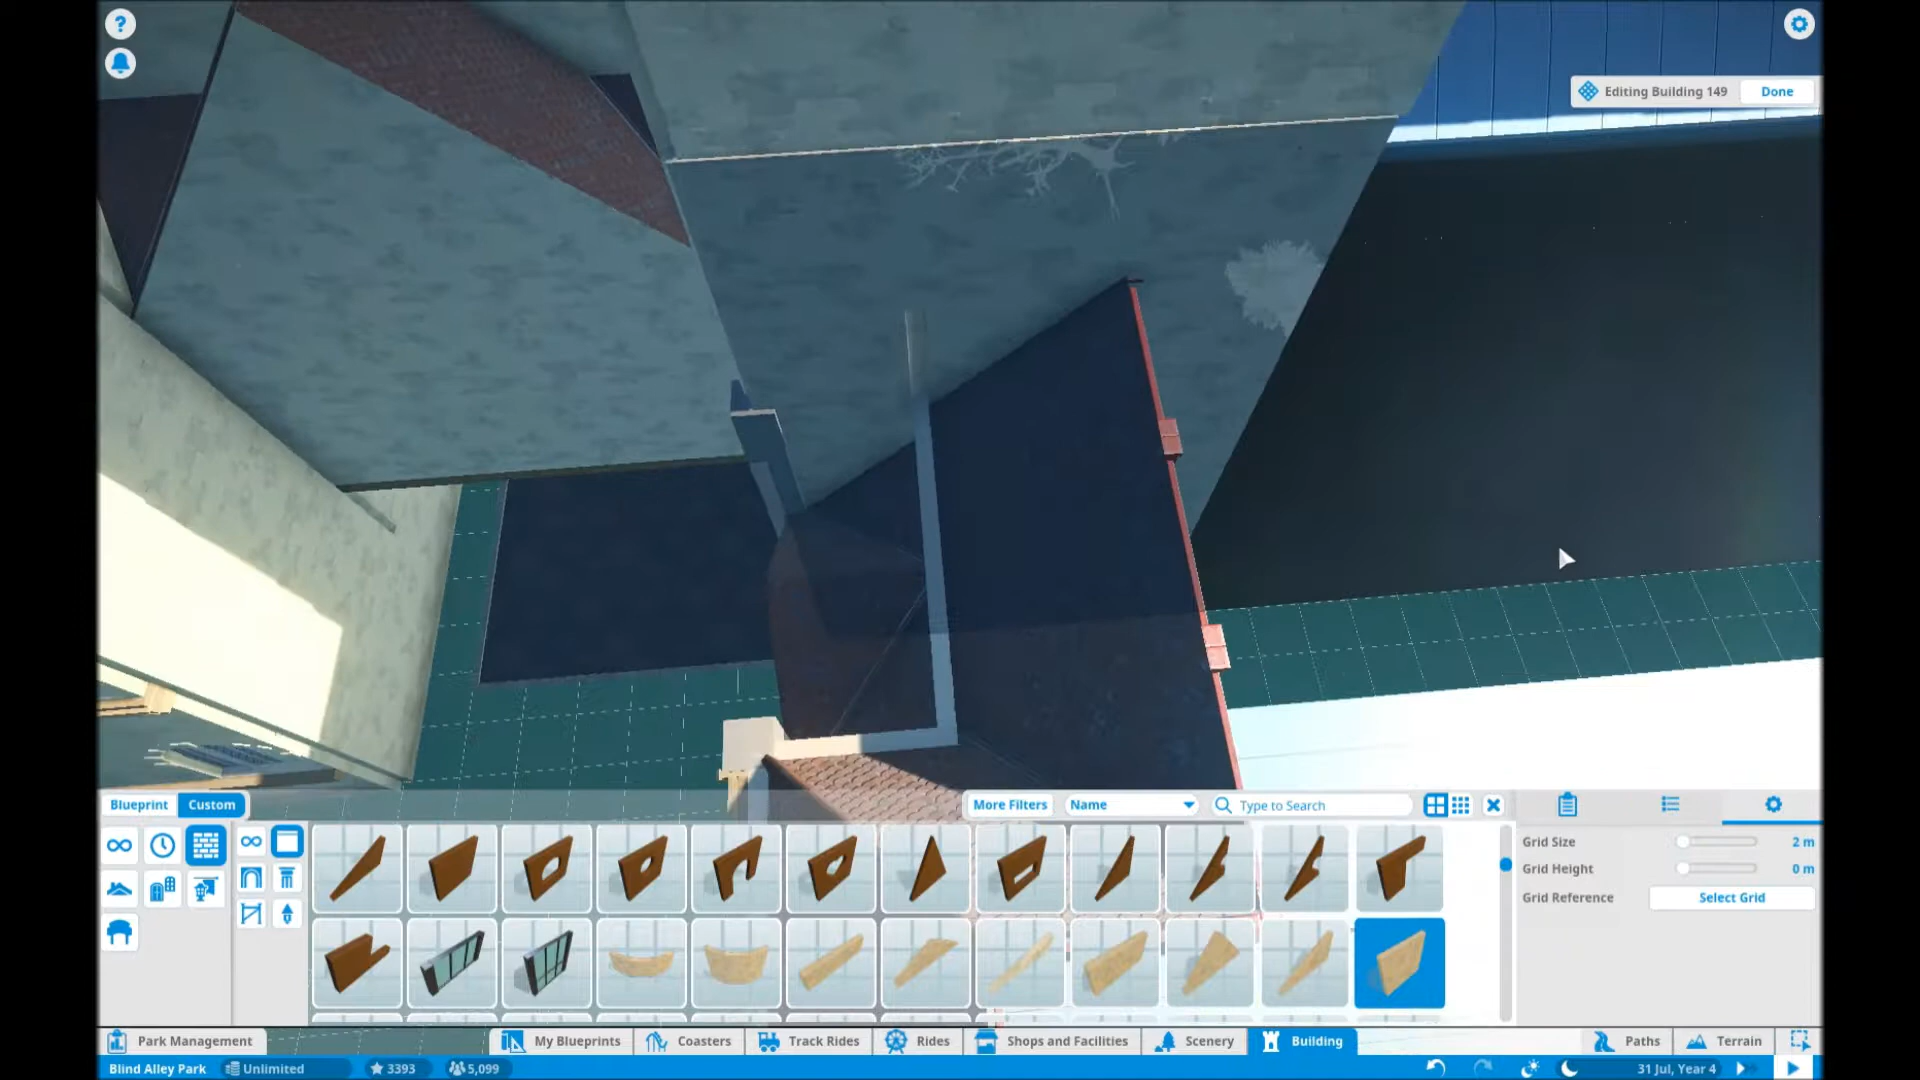 ?
Editing Building 149 Done
Blueprint Custom More Filters Name Type to Search
Grid Size 2 m
Grid Height 0 m
Grid Reference Select Grid
Park Management My Blueprints Coasters Track Rides Rides Shops and Facilities Scenery Building Paths Terrain
Blind Alley Park Unlimited 3393 5,099 31 Jul, Year 4